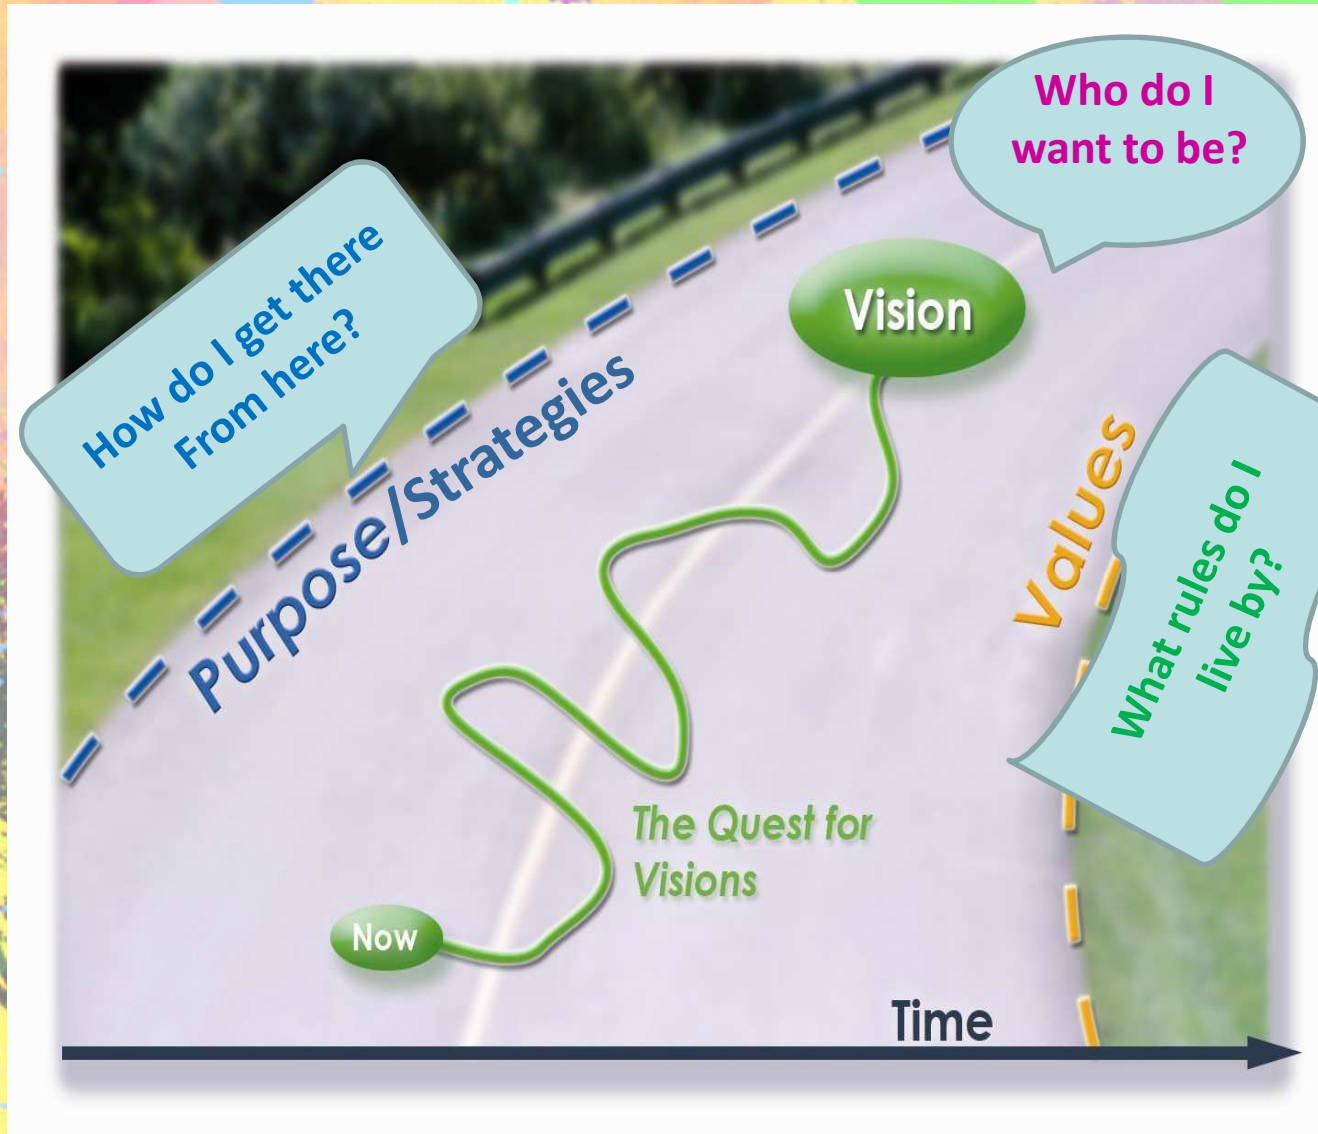 Who do I
want to be?
How do I get there
From here?
Vision
Purpose/Strategies
Values
What rules do I
live by?
The Quest for
Visions
Now
Time